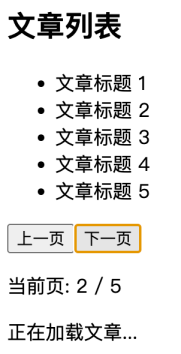 文章列表
• 文章标题 1
• 文章标题 2
• 文章标题 3
• 文章标题 4
• 文章标题 5
上一页 下一页
当前页: 2 / 5
正在加载文章...